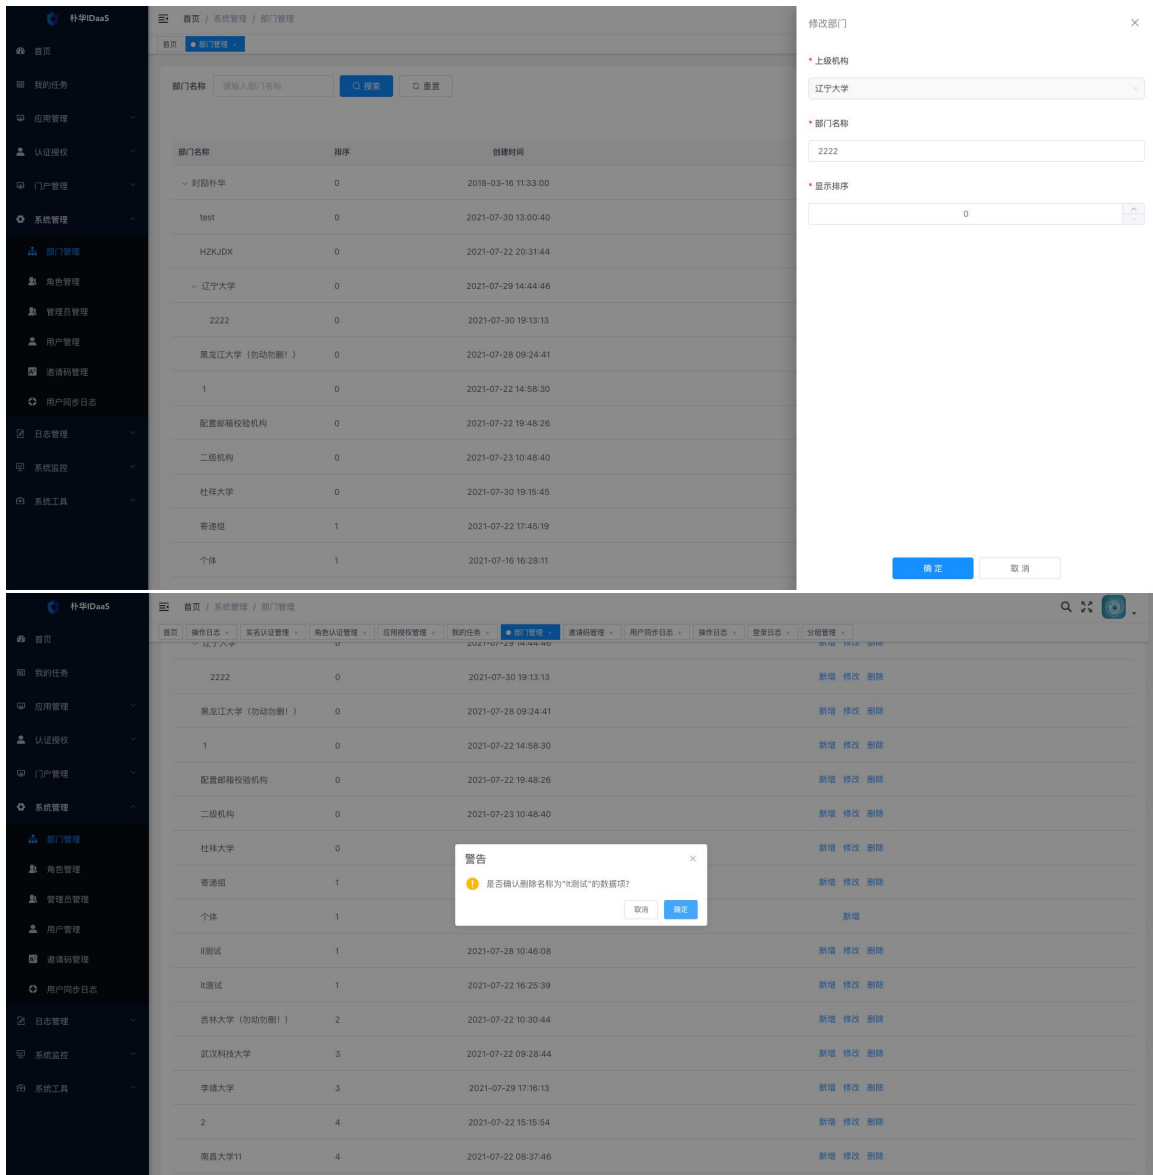 朴华IDaaS
首页 / 系统管理 / 部门管理
修改部门
首页
部门管理
首页
* 上级机构
我的任务
部门名称 请输入部门名称 搜索 重置
辽宁大学
应用管理
* 部门名称
认证授权
部门名称 排序 创建时间
2222
门户管理
时励朴华 0 2018-03-16 11:33:00
* 显示排序
系统管理
test 0 2021-07-30 13:00:40
0
部门管理
HZKJDX 0 2021-07-22 20:31:44
角色管理
辽宁大学 0 2021-07-29 14:44:46
管理员管理
2222 0 2021-07-30 19:13:13
用户管理
黑龙江大学（勿动勿删！） 0 2021-07-28 09:24:41
邀请码管理
1 0 2021-07-22 14:58:30
用户同步日志
配置邮箱校验机构 0 2021-07-22 19:48:26
日志管理
二级机构 0 2021-07-23 10:48:40
系统监控
杜祥大学 0 2021-07-30 19:15:45
系统工具
寄递组 1 2021-07-22 17:45:19
个体 1 2021-07-16 16:28:11
确 定 取 消
朴华IDaaS
首页 / 系统管理 / 部门管理
首页 操作日志 实名认证管理 角色认证管理 应用授权管理 我的任务 部门管理 邀请码管理 用户同步日志 操作日志 登录日志 分组管理
首页
辽宁大学 0 2021-07-29 14:44:46 新增 修改 删除
我的任务
2222 0 2021-07-30 19:13:13 新增 修改 删除
应用管理
黑龙江大学（勿动勿删！） 0 2021-07-28 09:24:41 新增 修改 删除
认证授权
1 0 2021-07-22 14:58:30 新增 修改 删除
门户管理
配置邮箱校验机构 0 2021-07-22 19:48:26 新增 修改 删除
系统管理
二级机构 0 2021-07-23 10:48:40 新增 修改 删除
部门管理
杜祥大学 0 新增 修改 删除
警告
角色管理
寄递组 1 新增 修改 删除
是否确认删除名称为"lt测试"的数据项?
管理员管理
取消 确定
个体 1 新增
用户管理
ll测试 1 2021-07-28 10:46:08 新增 修改 删除
邀请码管理
lt测试 1 2021-07-22 16:25:39 新增 修改 删除
用户同步日志
吉林大学（勿动勿删！） 2 2021-07-22 10:30:44 新增 修改 删除
日志管理
武汉科技大学 3 2021-07-22 09:28:44 新增 修改 删除
系统监控
李靖大学 3 2021-07-29 17:16:13 新增 修改 删除
系统工具
2 4 2021-07-22 15:15:54 新增 修改 删除
南昌大学11 4 2021-07-22 08:37:46 新增 修改 删除